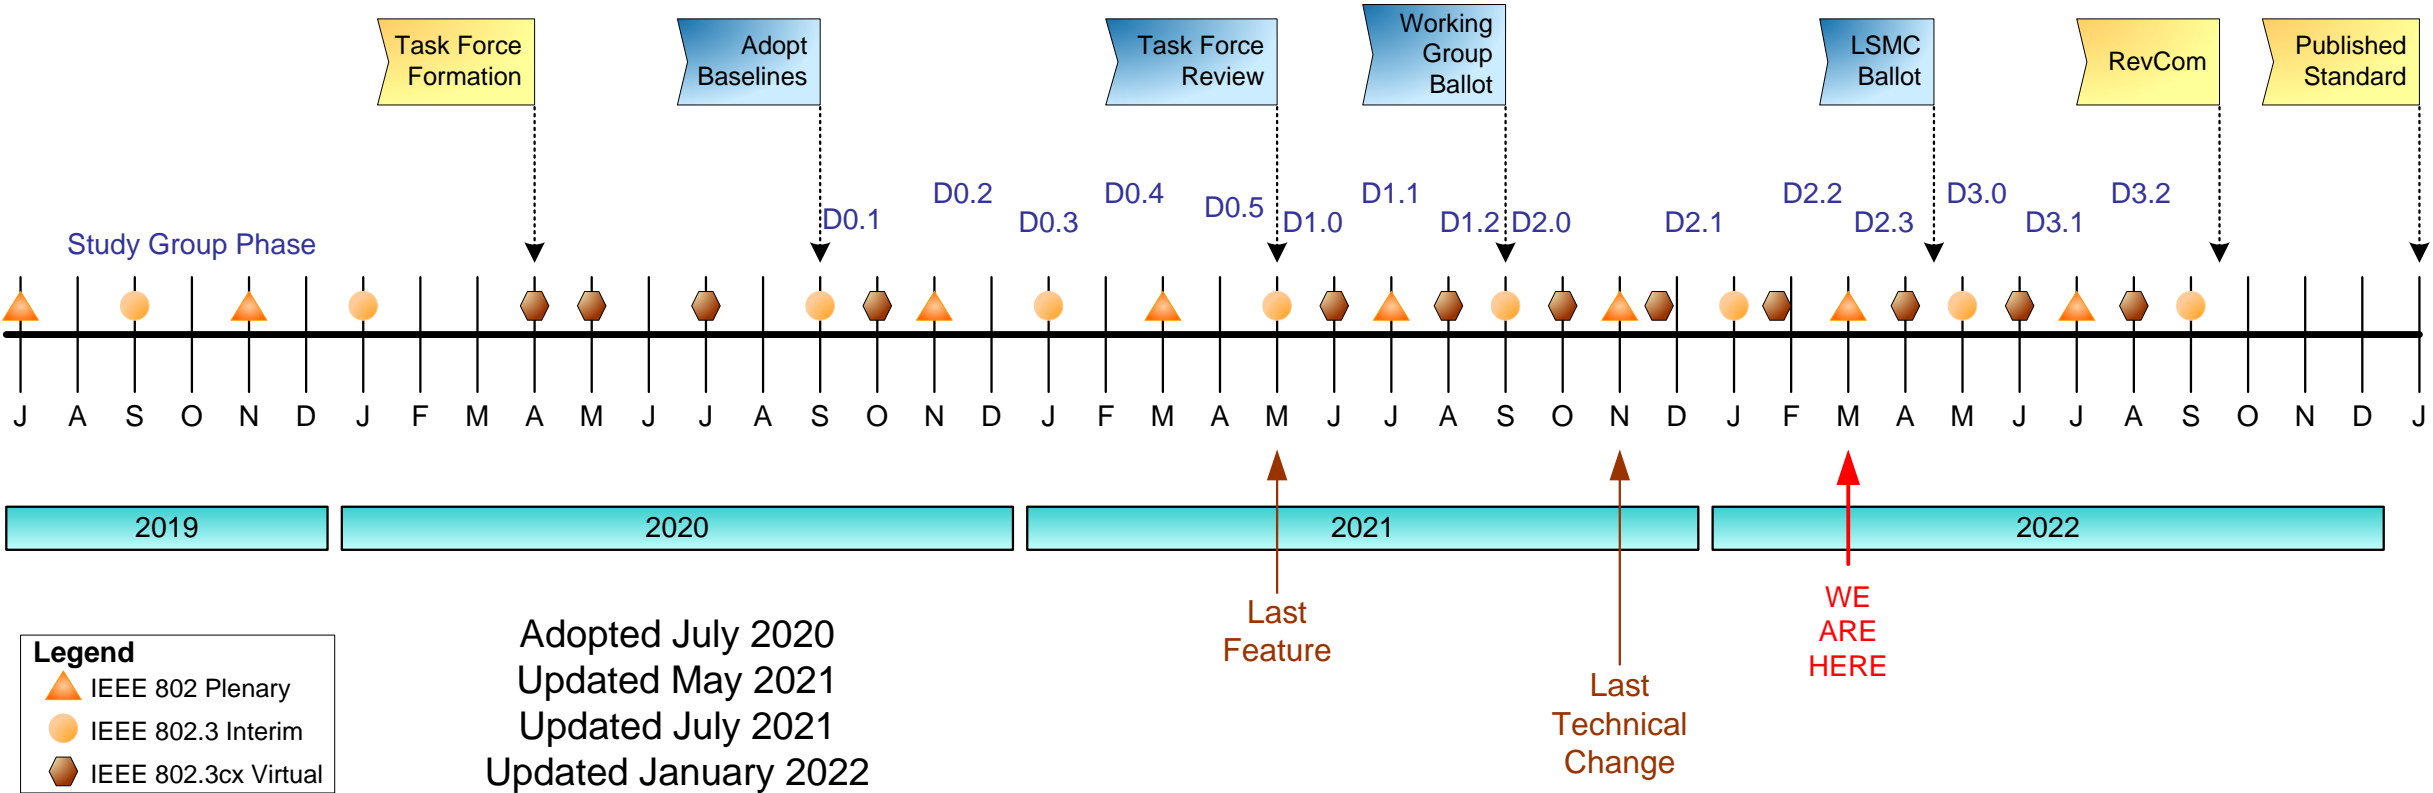 Task Force
Formation
Adopt
Baselines
Task Force
Review
Working
Group
Ballot
LSMC
Ballot
RevCom
Published
Standard
Study Group Phase
D0.1
D0.2
D0.3
D0.4
D0.5
D1.0
D1.1
D1.2
D2.0
D2.1
D2.2
D2.3
D3.0
D3.1
D3.2
J A S O N D J F M A M J J A S O N D J F M A M J J A S O N D J F M A M J J A S O N D J
2019
2020
2021
2022
Last
Feature
Last
Technical
Change
WE
ARE
HERE
Adopted July 2020
Updated May 2021
Updated July 2021
Updated January 2022
Legend
IEEE 802 Plenary
IEEE 802.3 Interim
IEEE 802.3cx Virtual